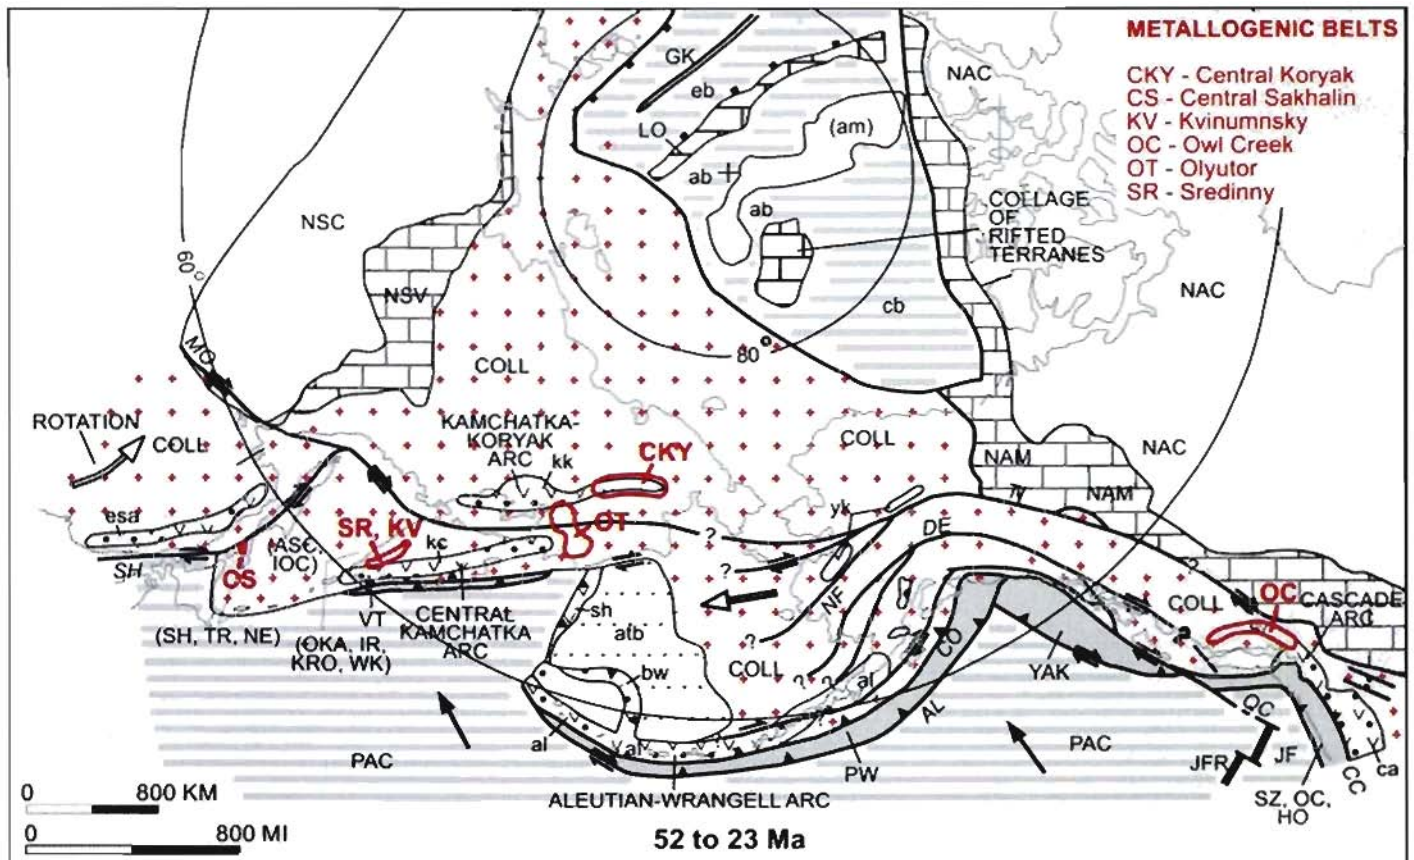 METALLOGENIC BELTS
CKY - Central Koryak
CS - Central Sakhalin
KV - Kvinumnsky
OC - Owl Creek
OT - Olyutor
SR - Sredinny
GK
eb
LO
(am)
ab
ab
NAC
COLLAGE
OF
RIFTED
TERRANES
NAC
cb
NSC
60°
NSV
80°
MO
COLL
ROTATION
COLL
KAMCHATKA-
KORYAK
ARC
kk
CKY
COLL
NAM
NAC
NAM
TI
esa
SH
CS
(ASC,
IOC)
SR, KV
kc
OT
?
?
yk
DE
NF
?
COLL
OC
CASCADE
ARC
?
VT
CENTRAL
KAMCHATKA
ARC
(SH, TR, NE)
(OKA, IR,
KRO, WK)
sh
atb
bw
?
COLL
?
?
al
CO
YAK
AL
QC
al
al
PW
PAC
PAC
JFR
JF
CC
ca
SZ, OC,
HO
ALEUTIAN-WRANGELL ARC
0
800 KM
0
800 MI
52 to 23 Ma